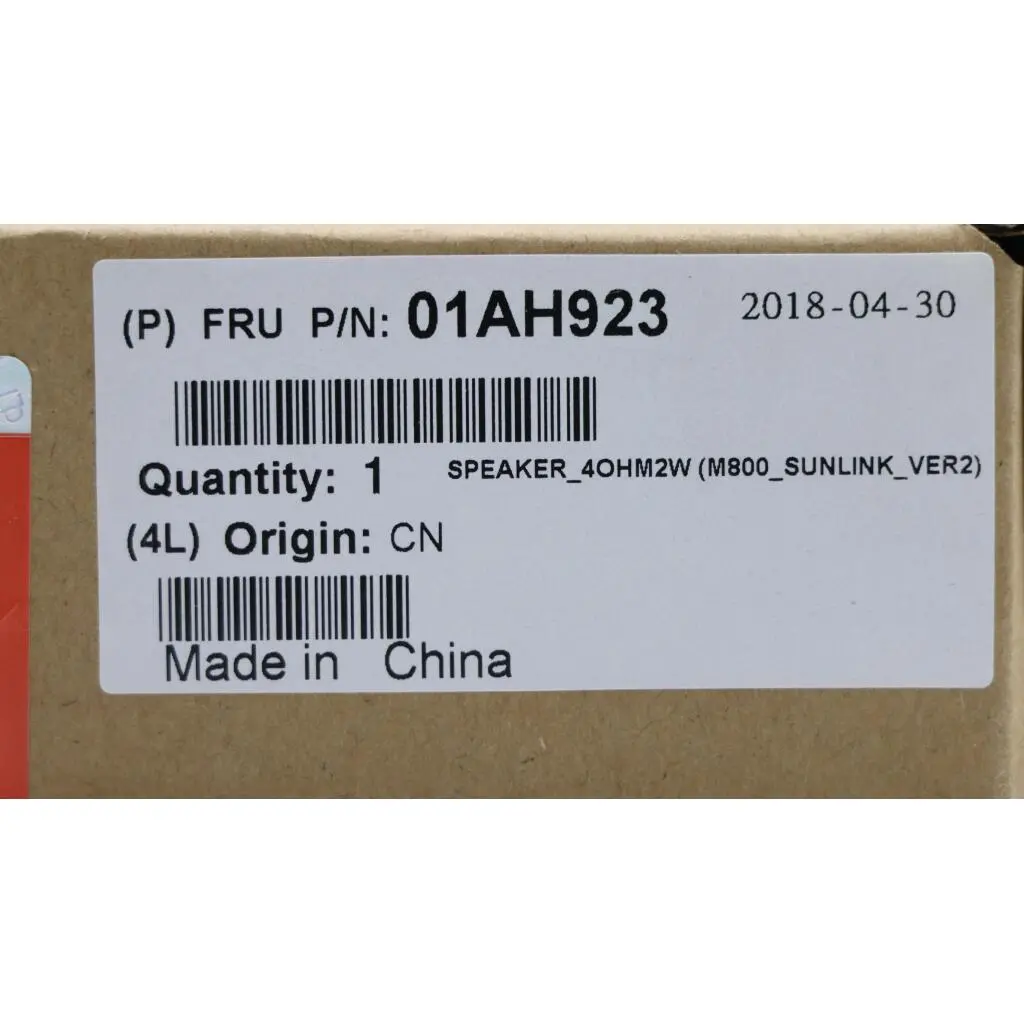 (P) FRU P/N: 01AH923 2018-04-30
Quantity: 1 SPEAKER_4OHM2W (M800_SUNLINK_VER2)
(4L) Origin: CN
Made in China